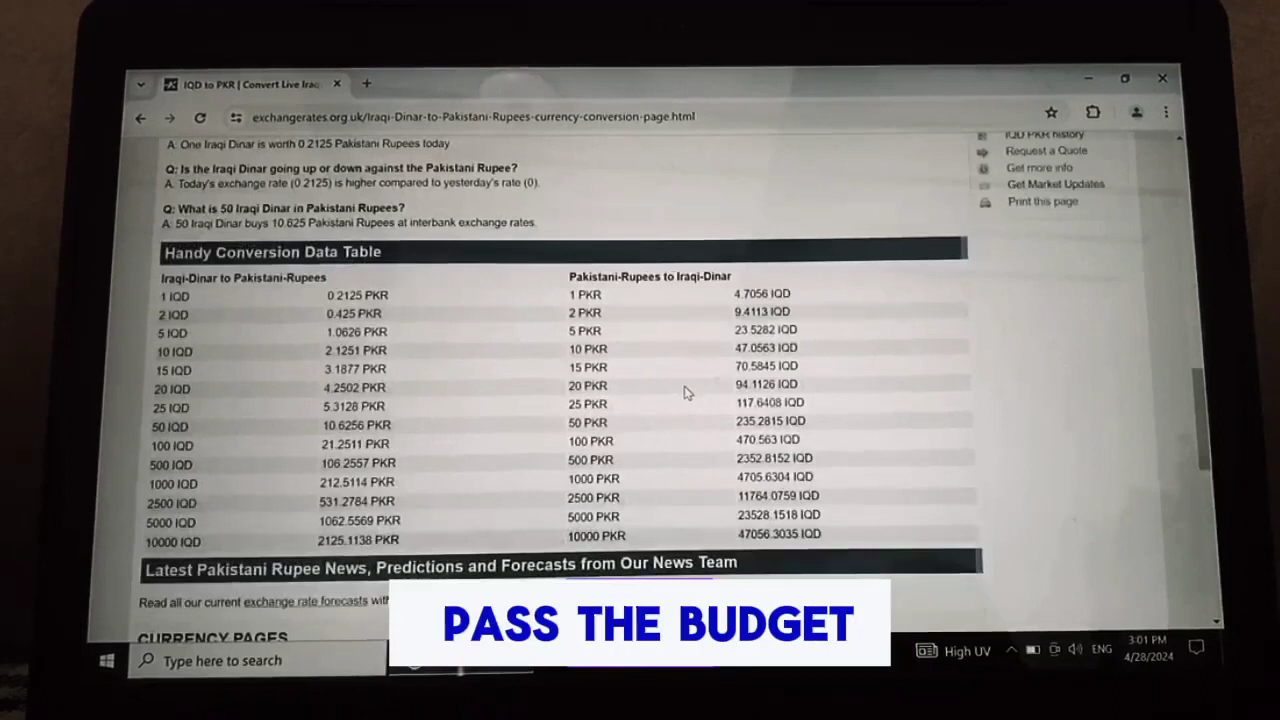 IQD to PKR | Convert Live Iraq
exchangerates.org.uk/Iraqi-Dinar-to-Pakistani-Rupees-currency-conversion-page.html
A: One Iraqi Dinar is worth 0.2125 Pakistani Rupees today
Q: Is the Iraqi Dinar going up or down against the Pakistani Rupee?
A: Today's exchange rate (0.2125) is higher compared to yesterday's rate (0).
Q: What is 50 Iraqi Dinar in Pakistani Rupees?
A: 50 Iraqi Dinar buys 10.625 Pakistani Rupees at interbank exchange rates.
IQD PKR history
Request a Quote
Get more info
Get Market Updates
Print this page
Handy Conversion Data Table
Iraqi-Dinar to Pakistani-Rupees Pakistani-Rupees to Iraqi-Dinar
1 IQD 0.2125 PKR 1 PKR 4.7056 IQD
2 IQD 0.425 PKR 2 PKR 9.4113 IQD
5 IQD 1.0626 PKR 5 PKR 23.5282 IQD
10 IQD 2.1251 PKR 10 PKR 47.0563 IQD
15 IQD 3.1877 PKR 15 PKR 70.5845 IQD
20 IQD 4.2502 PKR 20 PKR 94.1126 IQD
25 IQD 5.3128 PKR 25 PKR 117.6408 IQD
50 IQD 10.6256 PKR 50 PKR 235.2815 IQD
100 IQD 21.2511 PKR 100 PKR 470.563 IQD
500 IQD 106.2557 PKR 500 PKR 2352.8152 IQD
1000 IQD 212.5114 PKR 1000 PKR 4705.6304 IQD
2500 IQD 531.2784 PKR 2500 PKR 11764.0759 IQD
5000 IQD 1062.5569 PKR 5000 PKR 23528.1518 IQD
10000 IQD 2125.1138 PKR 10000 PKR 47056.3035 IQD
Latest Pakistani Rupee News, Predictions and Forecasts from Our News Team
Read all our current exchange rate forecasts with
CURRENCY PAGES
PASS THE BUDGET
Type here to search
High UV
ENG
3:01 PM
4/28/2024